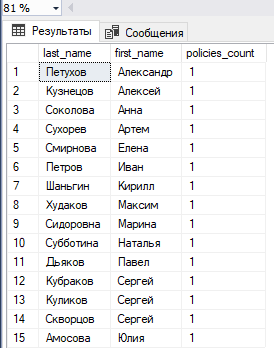 81 %
Результаты Сообщения
last_name first_name policies_count
1 Петухов Александр 1
2 Кузнецов Алексей 1
3 Соколова Анна 1
4 Сухорев Артем 1
5 Смирнова Елена 1
6 Петров Иван 1
7 Шаньгин Кирилл 1
8 Худаков Максим 1
9 Сидоровна Марина 1
10 Субботина Наталья 1
11 Дьяков Павел 1
12 Кубраков Сергей 1
13 Куликов Сергей 1
14 Скворцов Сергей 1
15 Амосова Юлия 1